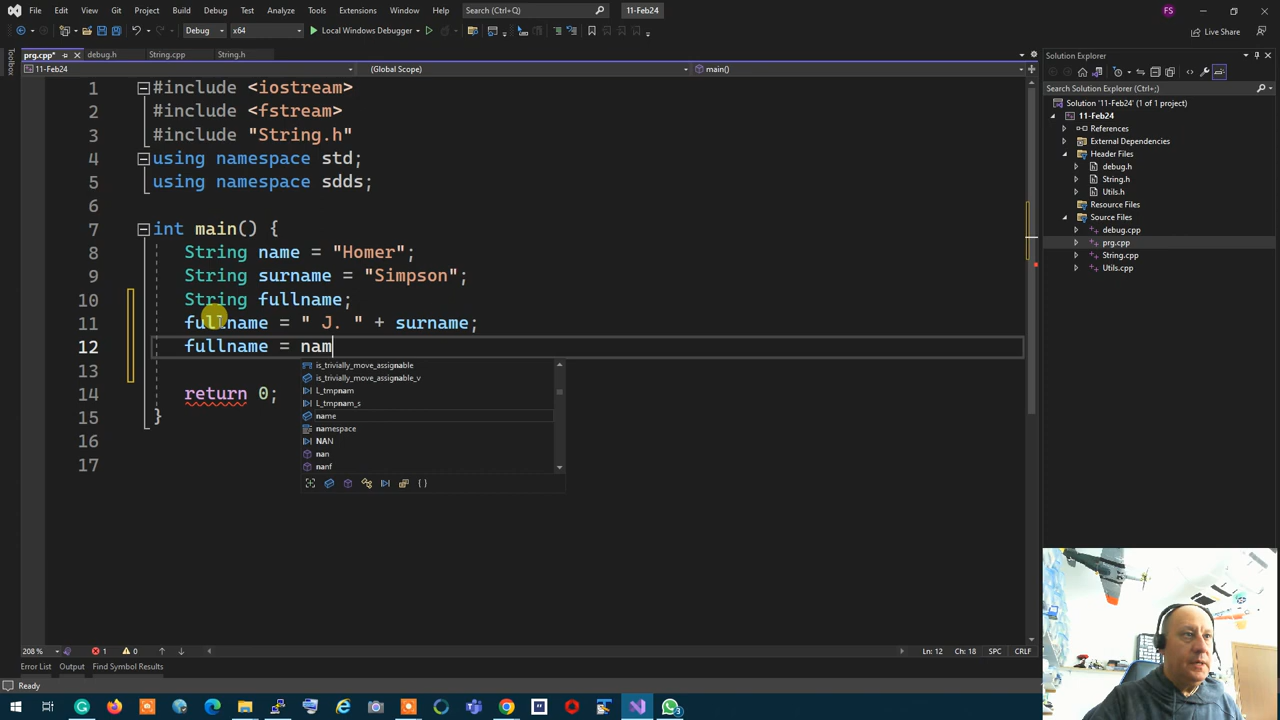 File Edit View Git Project Build Debug Test Analyze Tools Extensions Window Help Search (Ctrl+Q) 11-Feb24 FS
Debug x64 Local Windows Debugger Live Share
prg.cpp* debug.h String.cpp String.h
11-Feb24 (Global Scope) main()
1 #include <iostream>
2 #include <fstream>
3 #include "String.h"
4 using namespace std;
5 using namespace sdds;
6
7 int main() {
8 String name = "Homer";
9 String surname = "Simpson";
10 String fullname;
11 fullname = " J. " + surname;
12 fullname = nam
13
14 return 0;
15 }
16
17
is_trivially_move_assignable
is_trivially_move_assignable_v
L_tmpnam
L_tmpnam_s
name
namespace
NAN
nan
nanf
{ }
Toolbox
Solution Explorer
Search Solution Explorer (Ctrl+;)
Solution '11-Feb24' (1 of 1 project)
11-Feb24
References
External Dependencies
Header Files
debug.h
String.h
Utils.h
Resource Files
Source Files
debug.cpp
prg.cpp
String.cpp
Utils.cpp
208 % 1 0 Ln: 12 Ch: 18 SPC CRLF
Error List Output Find Symbol Results
Ready
3